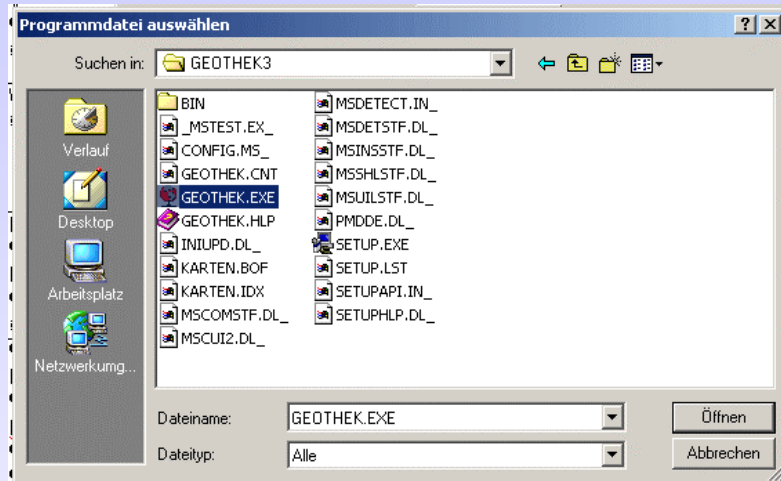 Programmdatei auswählen
Suchen in: GEOTHEK3
Verlauf
Desktop
Arbeitsplatz
Netzwerkumg...
BIN
_MSTEST.EX_
CONFIG.MS_
GEOTHEK.CNT
GEOTHEK.EXE
GEOTHEK.HLP
INIUPD.DL_
KARTEN.BOF
KARTEN.IDX
MSCOMSTF.DL_
MSCUI2.DL_
MSDETECT.IN_
MSDETSTF.DL_
MSINSSTF.DL_
MSSHLSTF.DL_
MSUILSTF.DL_
PMDDE.DL_
SETUP.EXE
SETUP.LST
SETUPAPI.IN_
SETUPHLP.DL_
Dateiname: GEOTHEK.EXE Öffnen
Dateityp: Alle Abbrechen